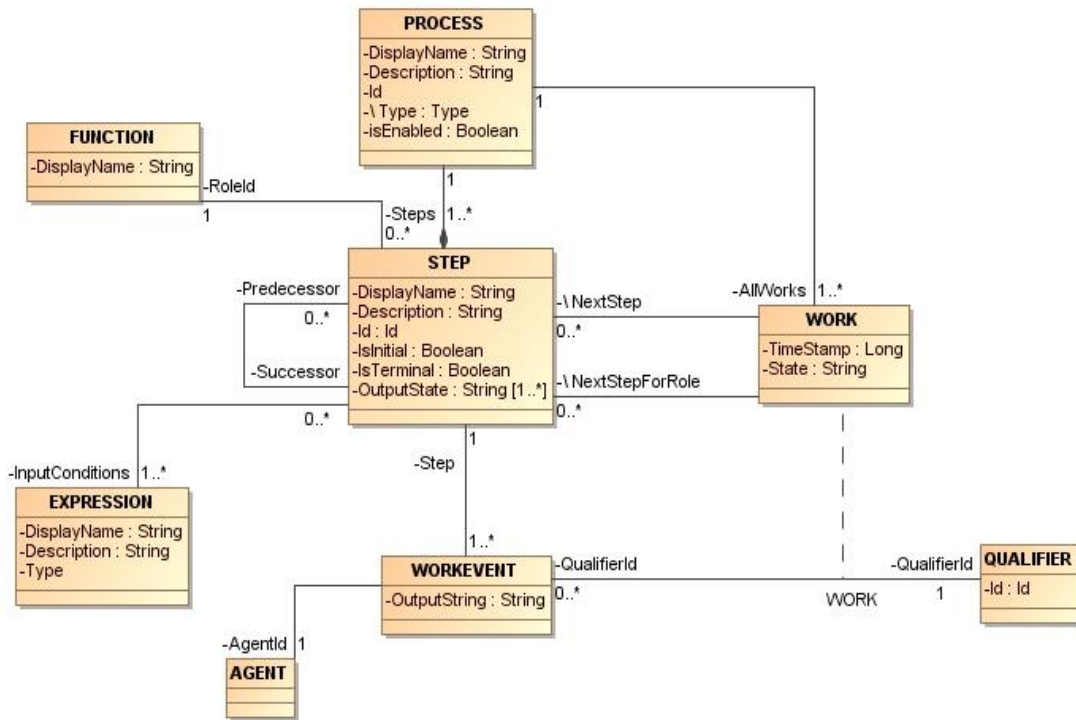 PROCESS
-DisplayName : String
-Description : String
-Id
-\ Type : Type
-isEnabled : Boolean
1
1
FUNCTION
-DisplayName : String
-RoleId
1
-Steps
0..*
1..*
STEP
-DisplayName : String
-Description : String
-Id : Id
-IsInitial : Boolean
-IsTerminal : Boolean
-OutputState : String [1..*]
-Predecessor
0..*
-Successor
0..*
-\ NextStep
0..*
-\ NextStepForRole
0..*
-AllWorks
1..*
WORK
-TimeStamp : Long
-State : String
-InputConditions
1..*
EXPRESSION
-DisplayName : String
-Description : String
-Type
1
-Step
1..*
WORKEVENT
-OutputString : String
-QualifierId
0..*
WORK
-QualifierId
1
QUALIFIER
-Id : Id
-AgentId
1
AGENT